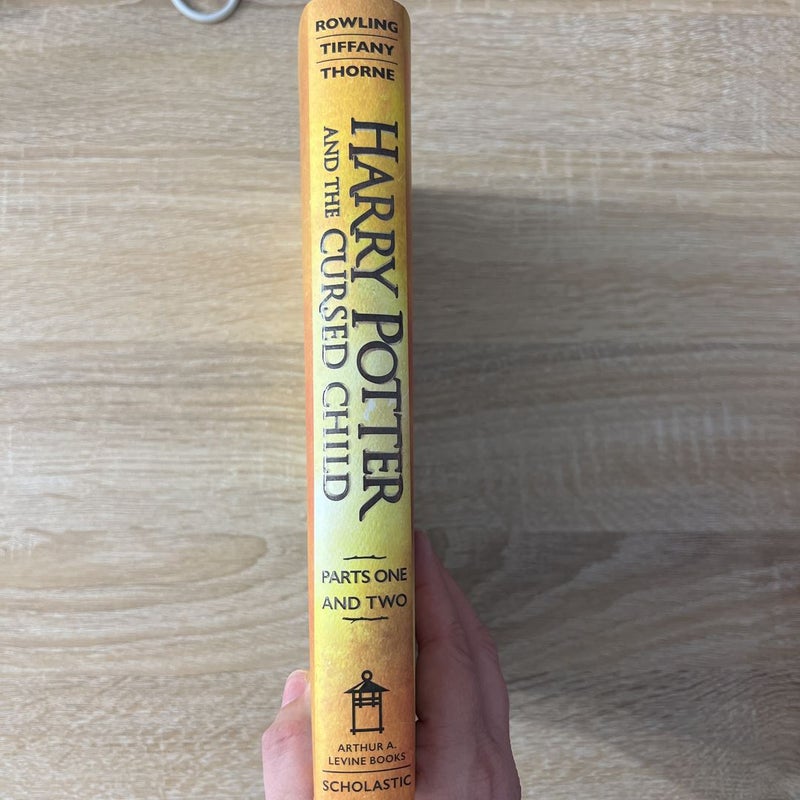 ROWLING
TIFFANY
THORNE
HARRY POTTER
AND THE CURSED CHILD
PARTS ONE
AND TWO
ARTHUR A.
LEVINE BOOKS
SCHOLASTIC